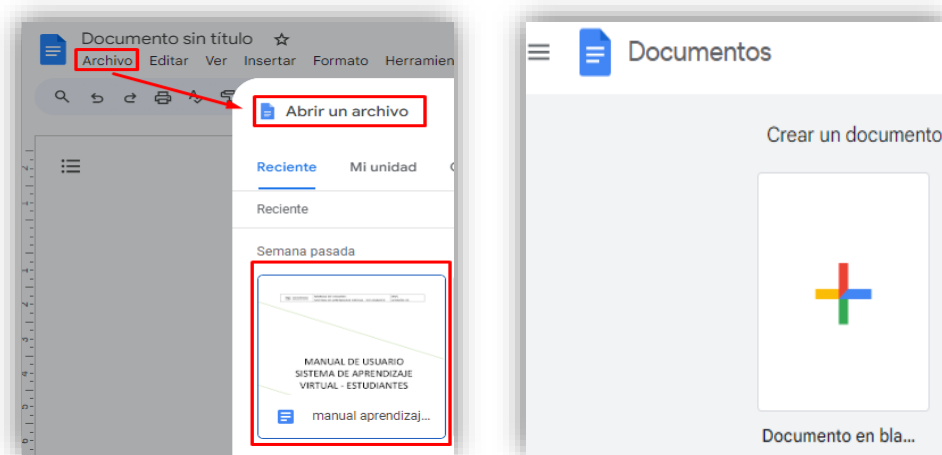 Documento sin título
Archivo Editar Ver Insertar Formato Herramien
Abrir un archivo
Reciente Mi unidad
Reciente
Semana pasada
MANUAL DE USUARIO
SISTEMA DE APRENDIZAJE
VIRTUAL - ESTUDIANTES
manual aprendizaj...
Documentos
Crear un documento
Documento en bla...